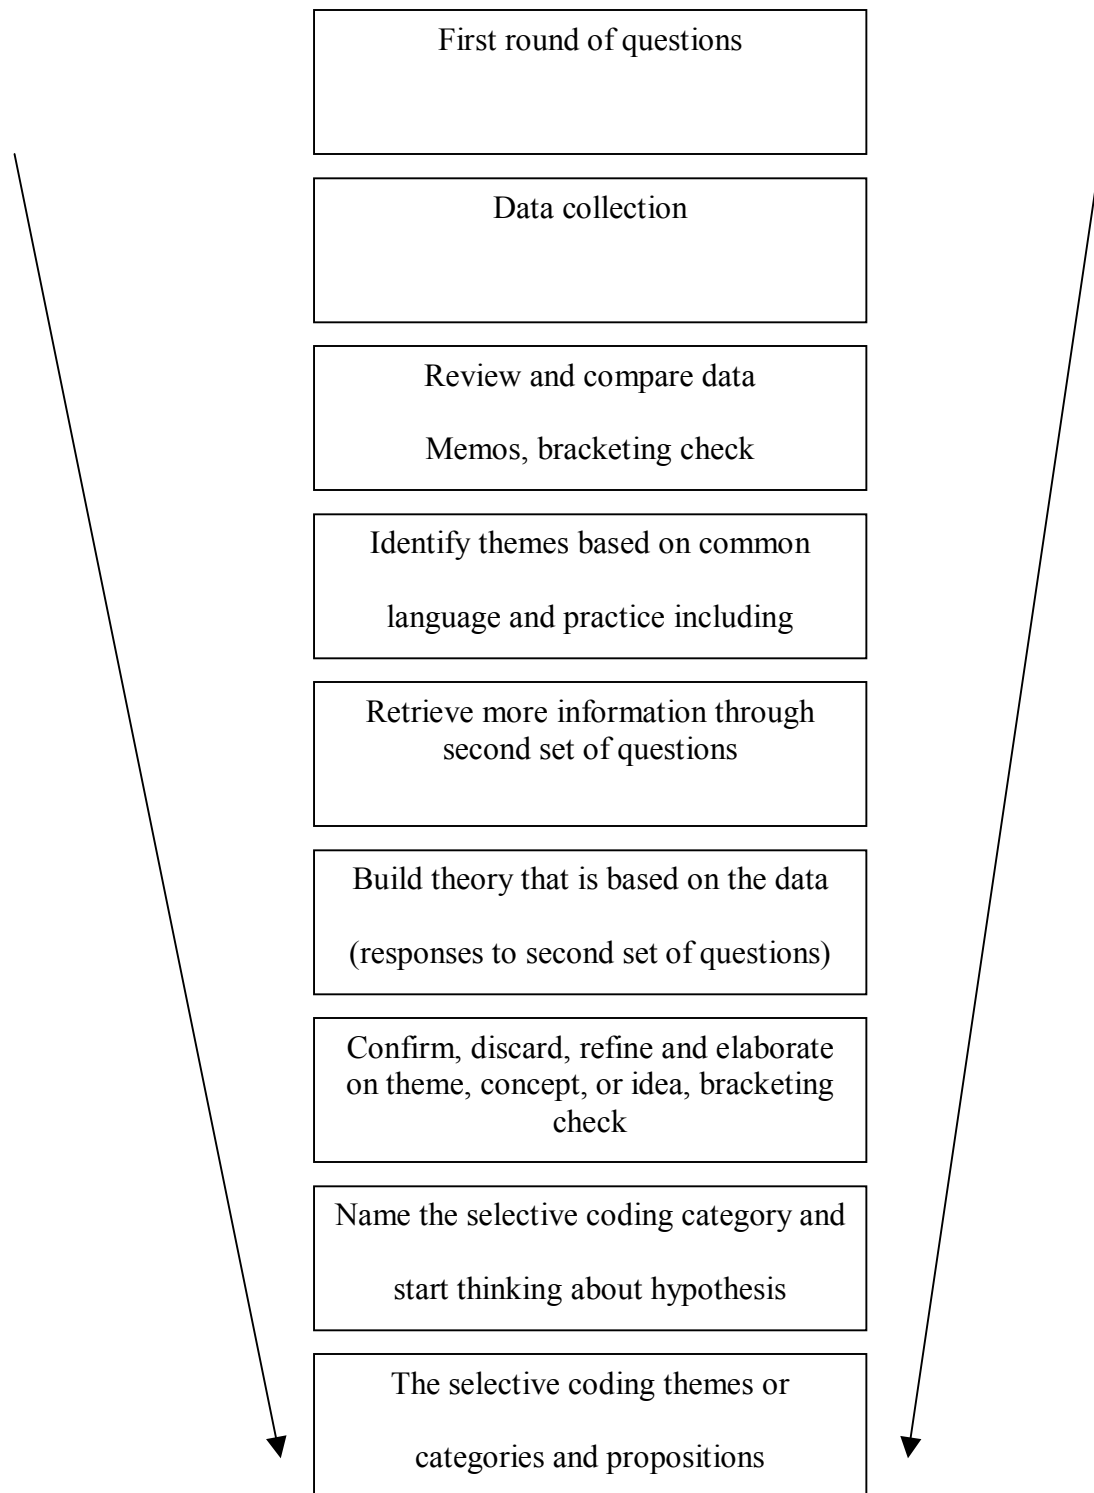 First round of questions
Data collection
Review and compare data
Memos, bracketing check
Identify themes based on common
language and practice including
Retrieve more information through
second set of questions
Build theory that is based on the data
(responses to second set of questions)
Confirm, discard, refine and elaborate
on theme, concept, or idea, bracketing
check
Name the selective coding category and
start thinking about hypothesis
The selective coding themes or
categories and propositions